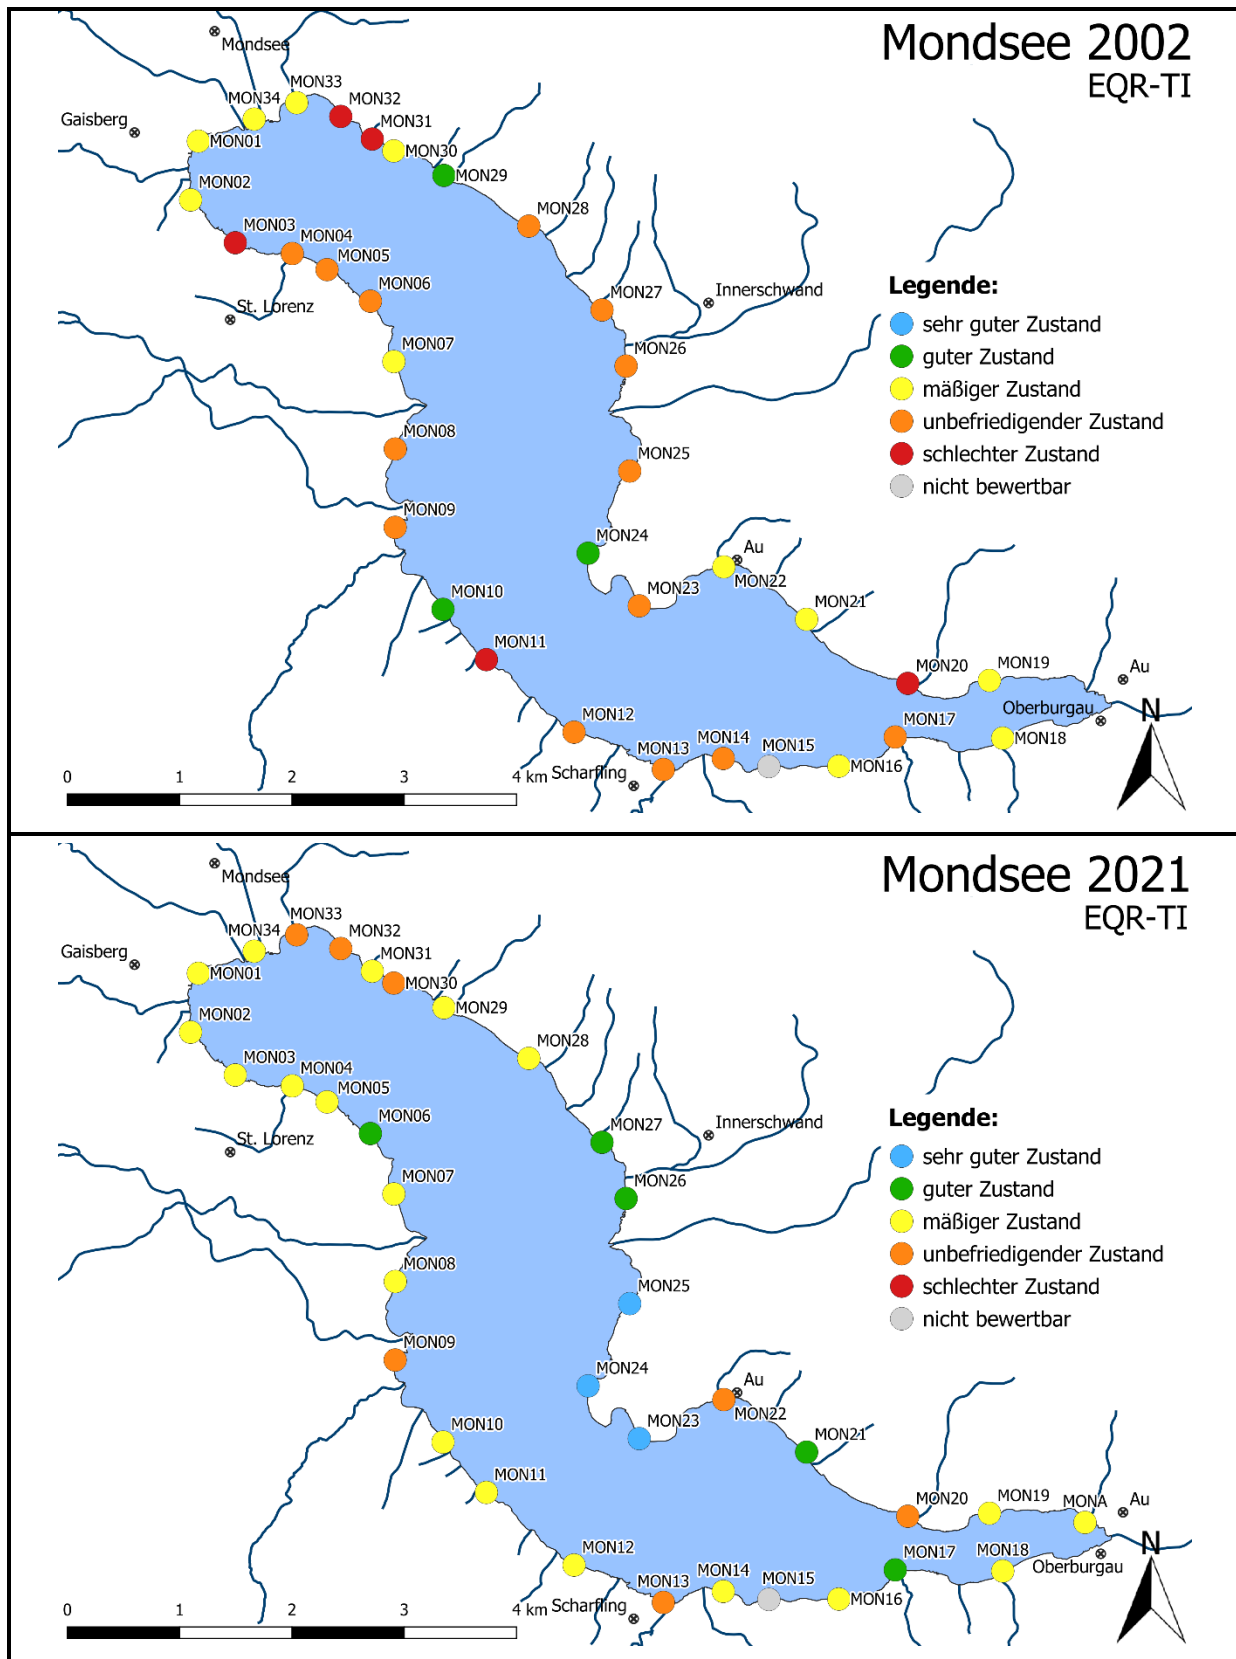 Mondsee 2002
EQR-TI
Mondsee
Gaisberg
MON34
MON33
MON32
MON31
MON01
MON30
MON29
MON02
MON28
MON03
MON04
MON05
MON06
St. Lorenz
MON27
Innerschwand
MON07
MON26
MON08
MON25
MON09
MON24
Au
MON10
MON23
MON22
MON21
MON11
MON20
MON19
Au
Oberburgau
MON12
MON17
MON18
MON13
MON14
MON15
MON16
Scharfling
Legende:
sehr guter Zustand
guter Zustand
mäßiger Zustand
unbefriedigender Zustand
schlechter Zustand
nicht bewertbar
N
0 1 2 3 4 km
Mondsee 2021
EQR-TI
Mondsee
Gaisberg
MON34
MON33
MON32
MON31
MON01
MON30
MON29
MON02
MON28
MON03
MON04
MON05
MON06
St. Lorenz
MON27
Innerschwand
MON07
MON26
MON08
MON25
MON09
MON24
Au
MON10
MON23
MON22
MON21
MON11
MON20
MON19
MONA
Au
Oberburgau
MON12
MON17
MON18
MON13
MON14
MON15
MON16
Scharfling
Legende:
sehr guter Zustand
guter Zustand
mäßiger Zustand
unbefriedigender Zustand
schlechter Zustand
nicht bewertbar
N
0 1 2 3 4 km